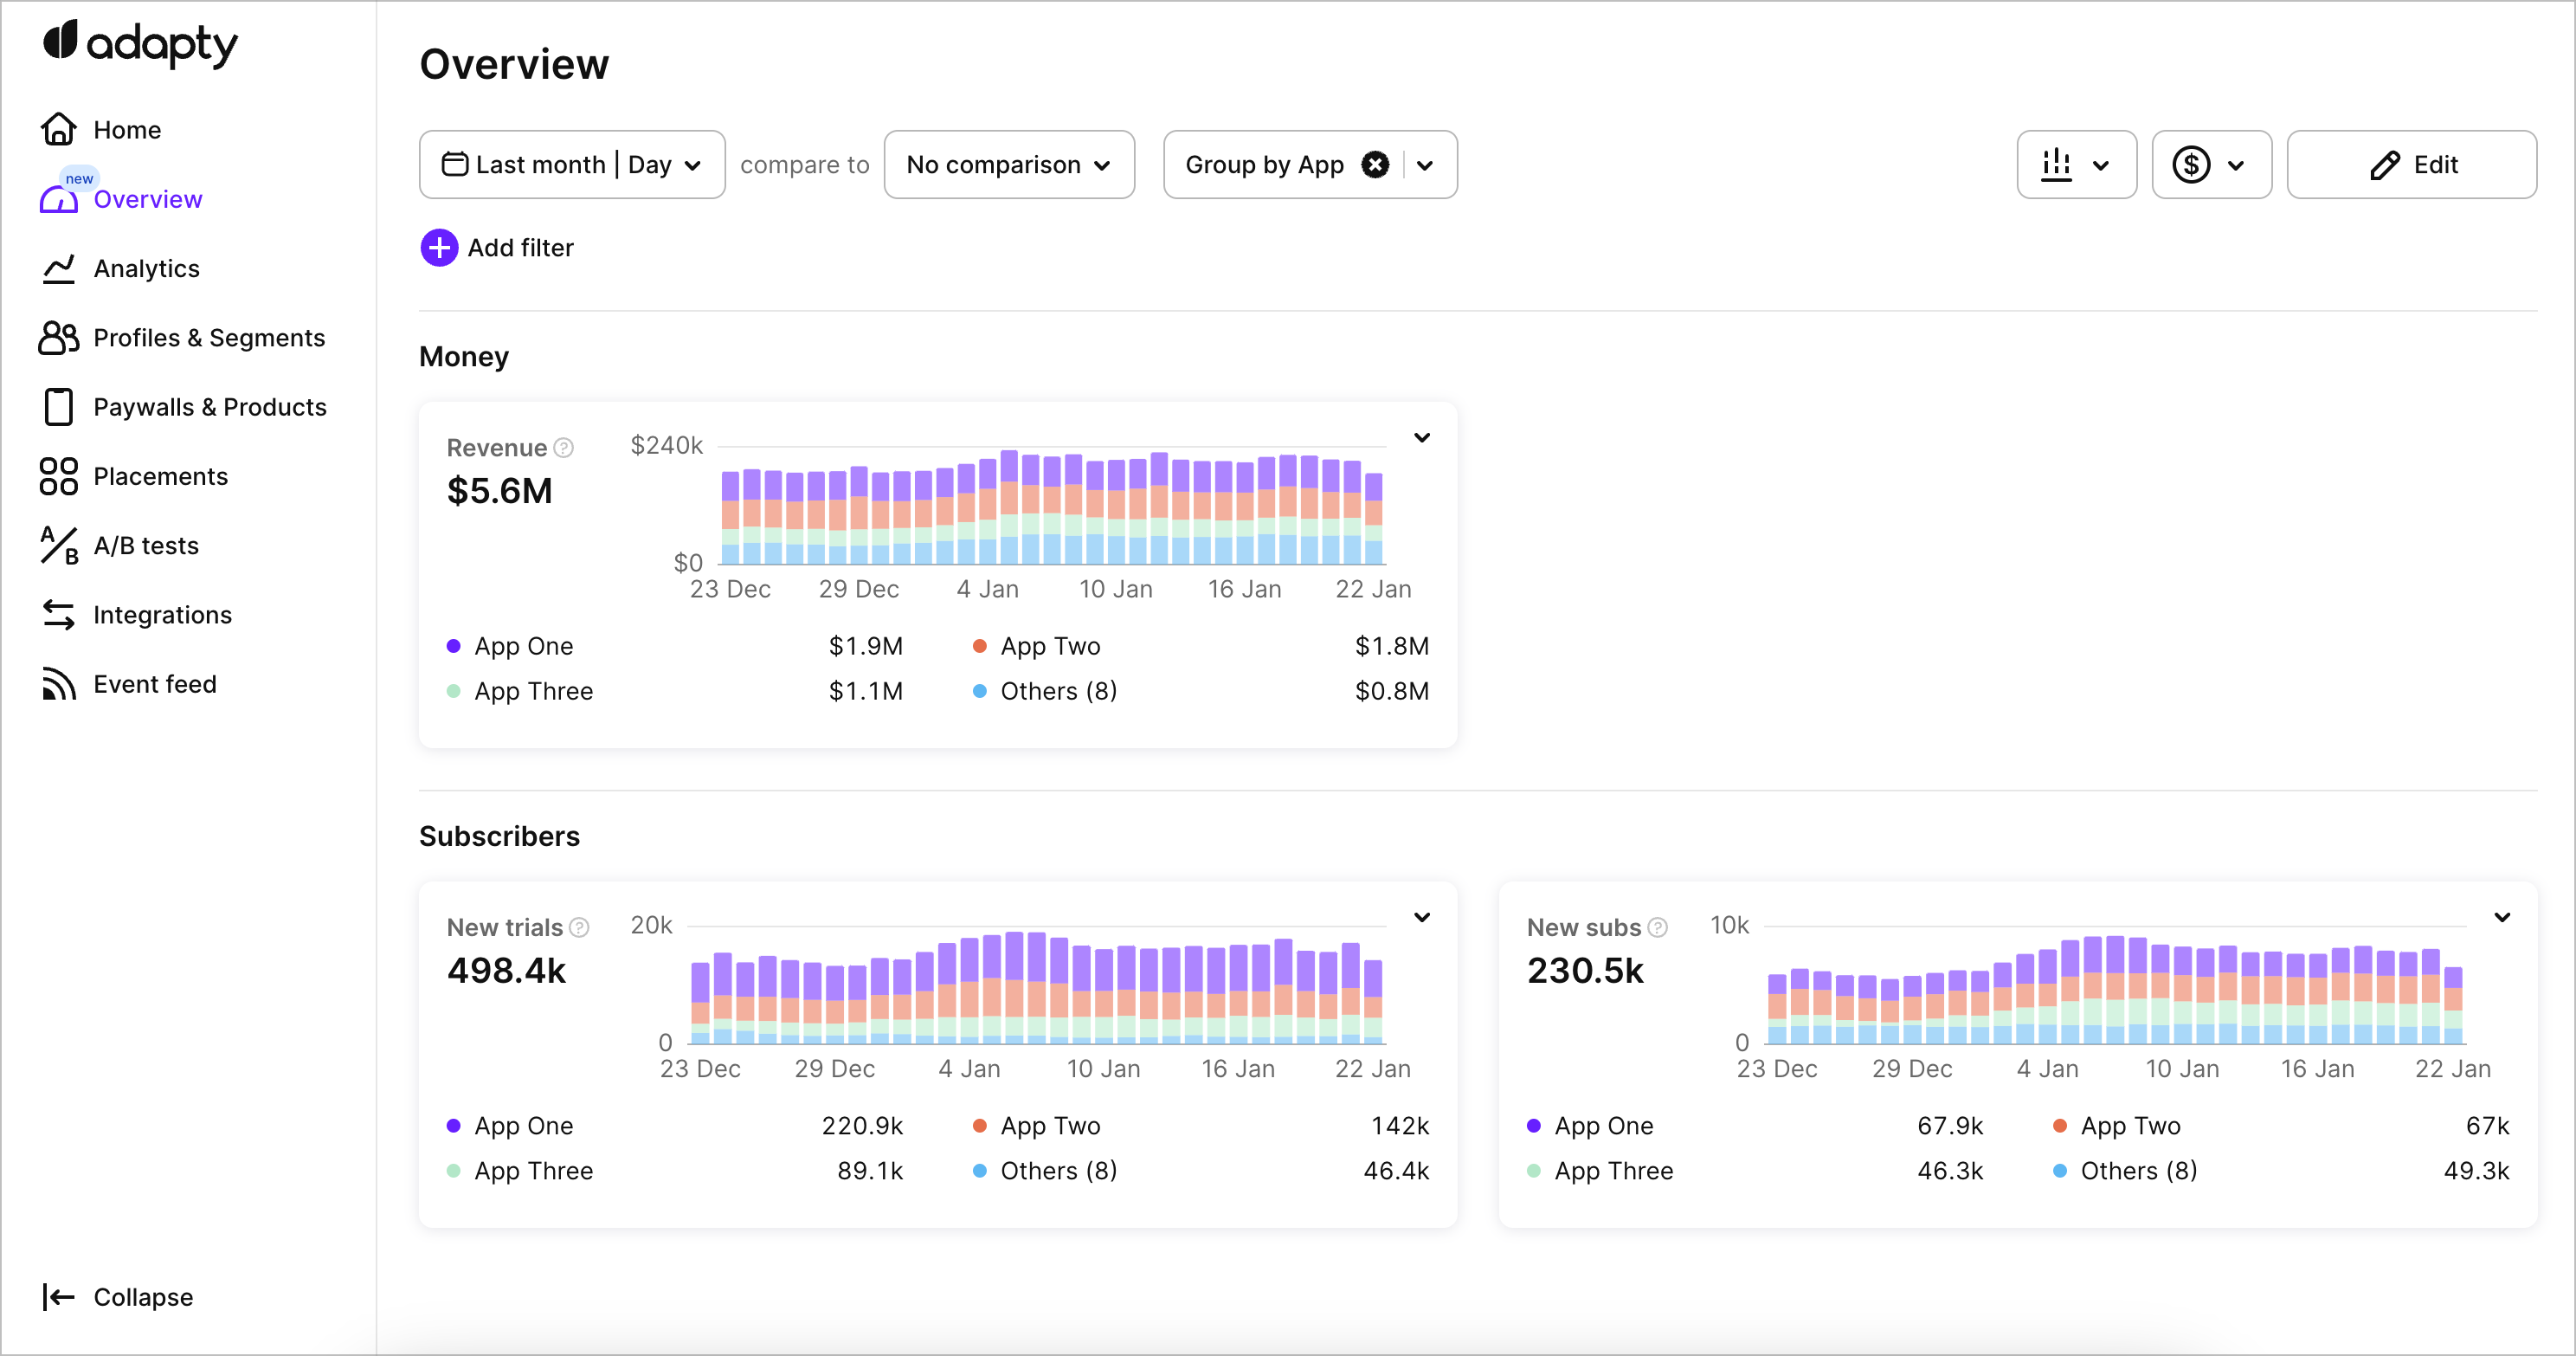 adapty
Home
new
Overview
Analytics
Profiles & Segments
Paywalls & Products
Placements
A/B tests
Integrations
Event feed
Collapse
Overview
Last month | Day compare to No comparison Group by App $ Edit
Add filter
Money
Revenue ?
$5.6M
$240k
$0
23 Dec 29 Dec 4 Jan 10 Jan 16 Jan 22 Jan
App One $1.9M App Two $1.8M
App Three $1.1M Others (8) $0.8M
Subscribers
New trials ?
498.4k
20k
0
23 Dec 29 Dec 4 Jan 10 Jan 16 Jan 22 Jan
App One 220.9k App Two 142k
App Three 89.1k Others (8) 46.4k
New subs ?
230.5k
10k
0
23 Dec 29 Dec 4 Jan 10 Jan 16 Jan 22 Jan
App One 67.9k App Two 67k
App Three 46.3k Others (8) 49.3k